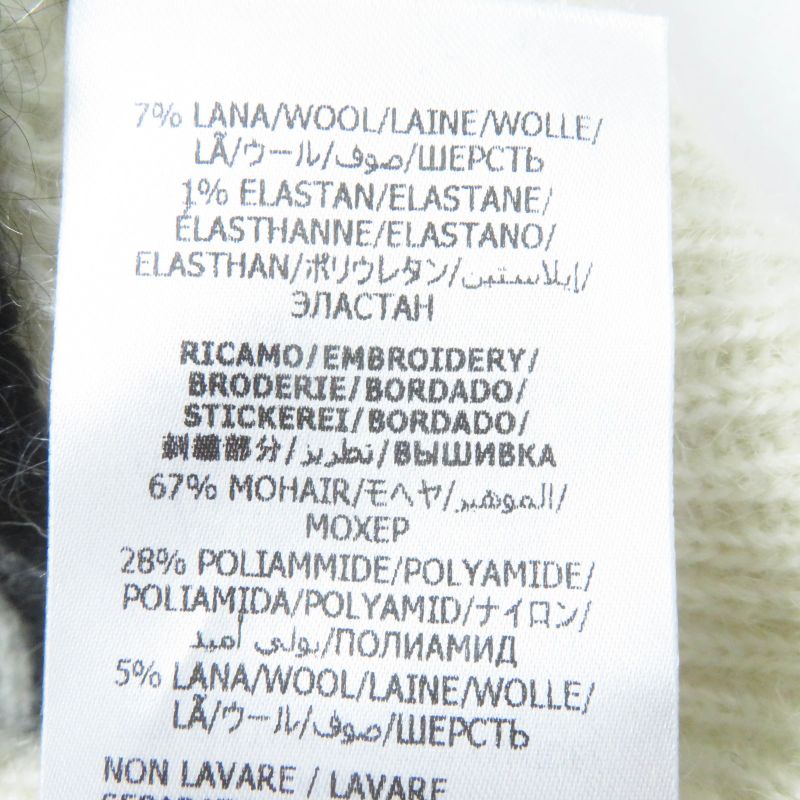 7% LANA/WOOL/LAINE/WOLLE/
LÃ/ウール/صوف/ШЕРСТЬ
1% ELASTAN/ELASTANE/
ÉLASTHANNE/ELASTANO/
ELASTHAN/ポリウレタン/إيلاستين/
ЭЛАСТАН
RICAMO/EMBROIDERY/
BRODERIE/BORDADO/
STICKEREI/BORDADO/
刺繍部分/تطريز/ВЫШИВКА
67% MOHAIR/モヘヤ/الموهير/
МОХЕР
28% POLIAMMIDE/POLYAMIDE/
POLIAMIDA/POLYAMID/ナイロン/
بولي أميد/ПОЛИАМИД
5% LANA/WOOL/LAINE/WOLLE/
LÃ/ウール/صوف/ШЕРСТЬ
NON LAVARE / LAVARE